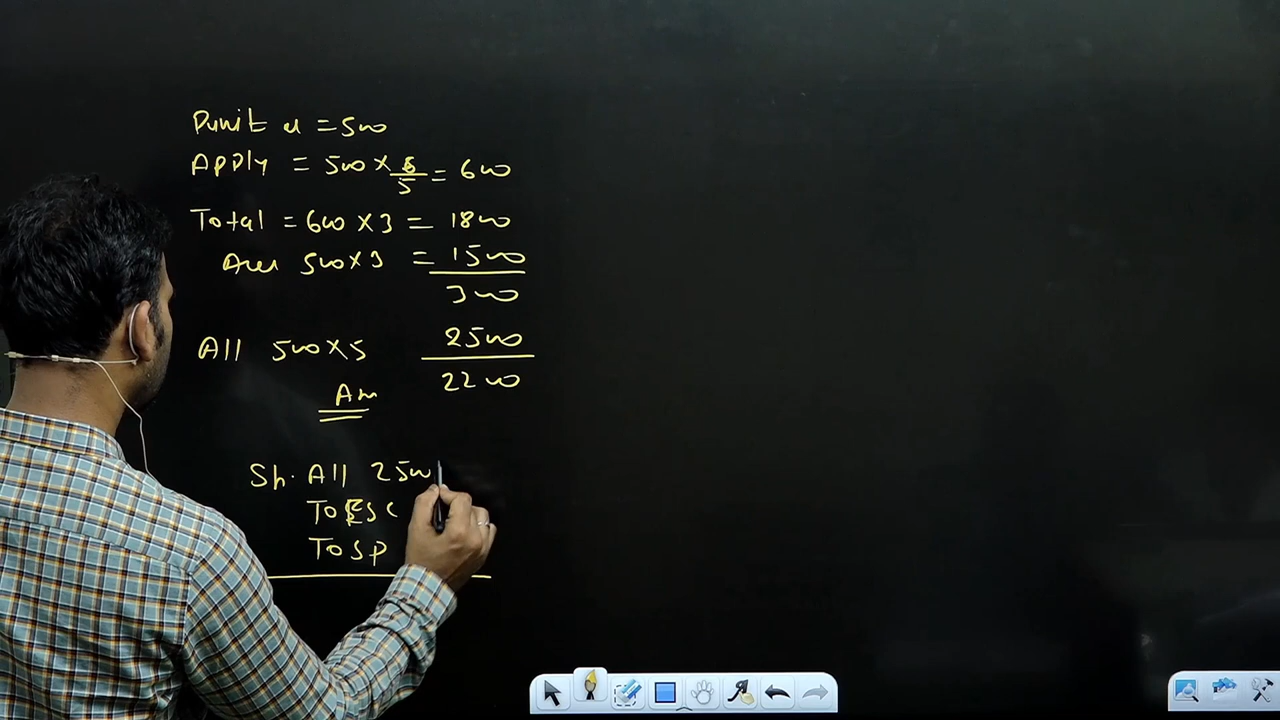 Punit = 500
Apply = 500 × 6/5 = 600
Total = 600 × 3 = 1800
500 × 3 = 1500
300
All 500 × 5 2500
2200
Am
Sh. All 2500
To ESC
To SP